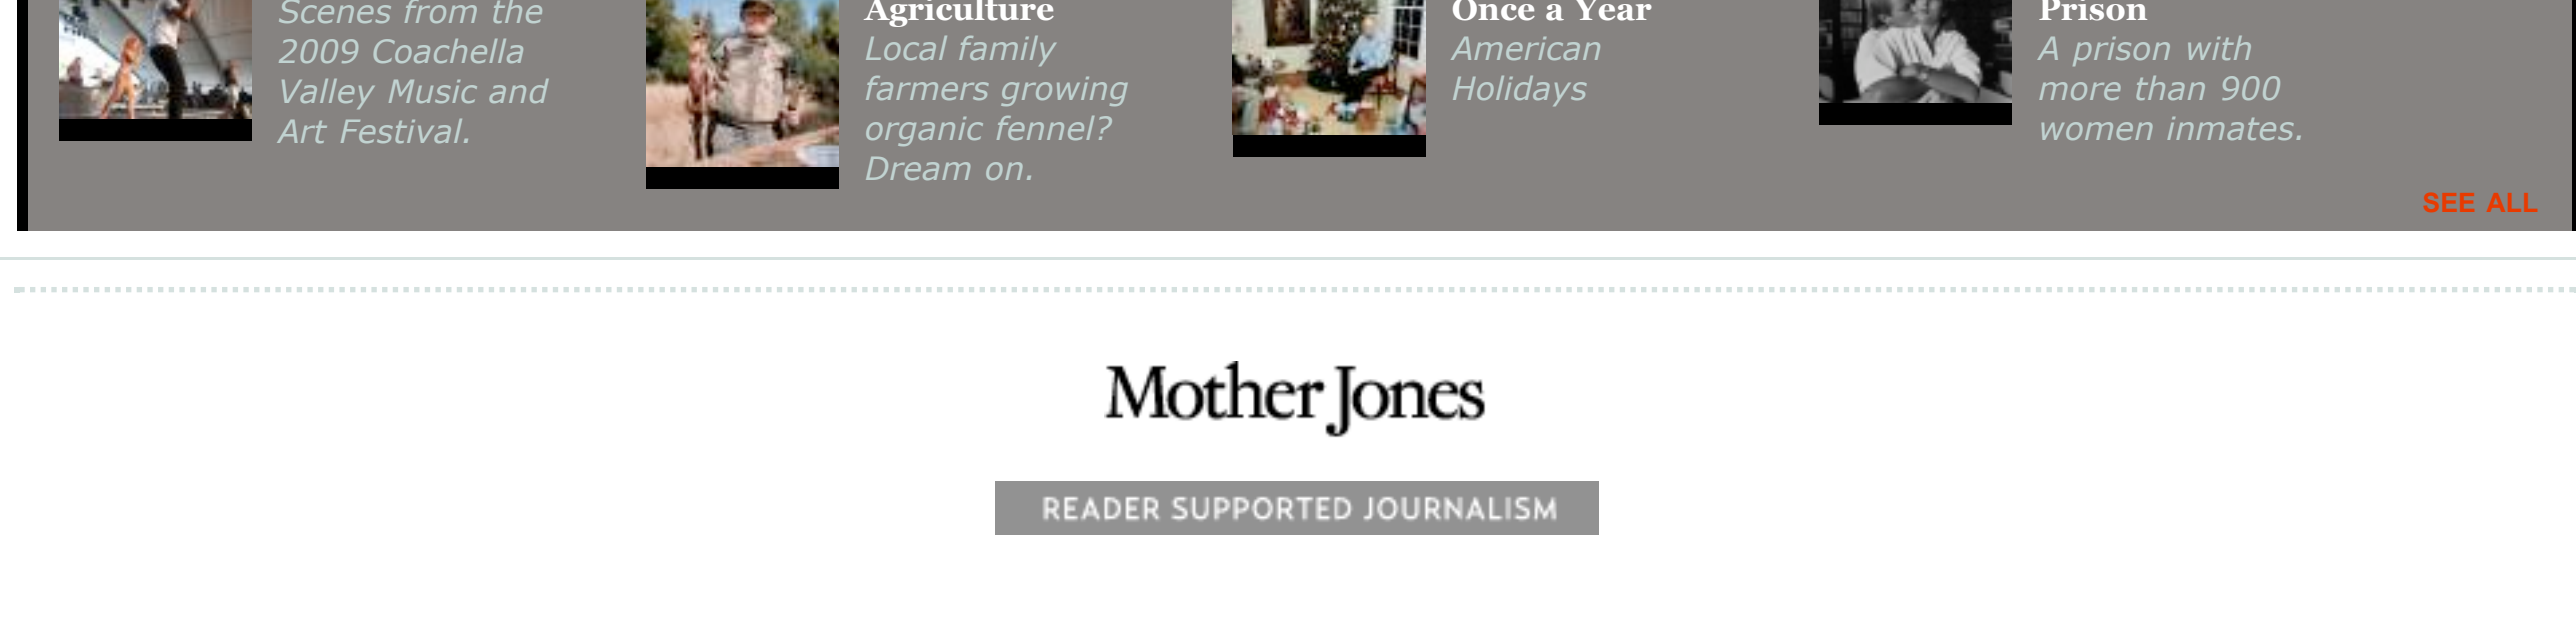 Scenes from the
2009 Coachella
Valley Music and
Art Festival.
Agriculture
Local family
farmers growing
organic fennel?
Dream on.
Once a Year
American
Holidays
Prison
A prison with
more than 900
women inmates.
SEE ALL
Mother Jones
READER SUPPORTED JOURNALISM